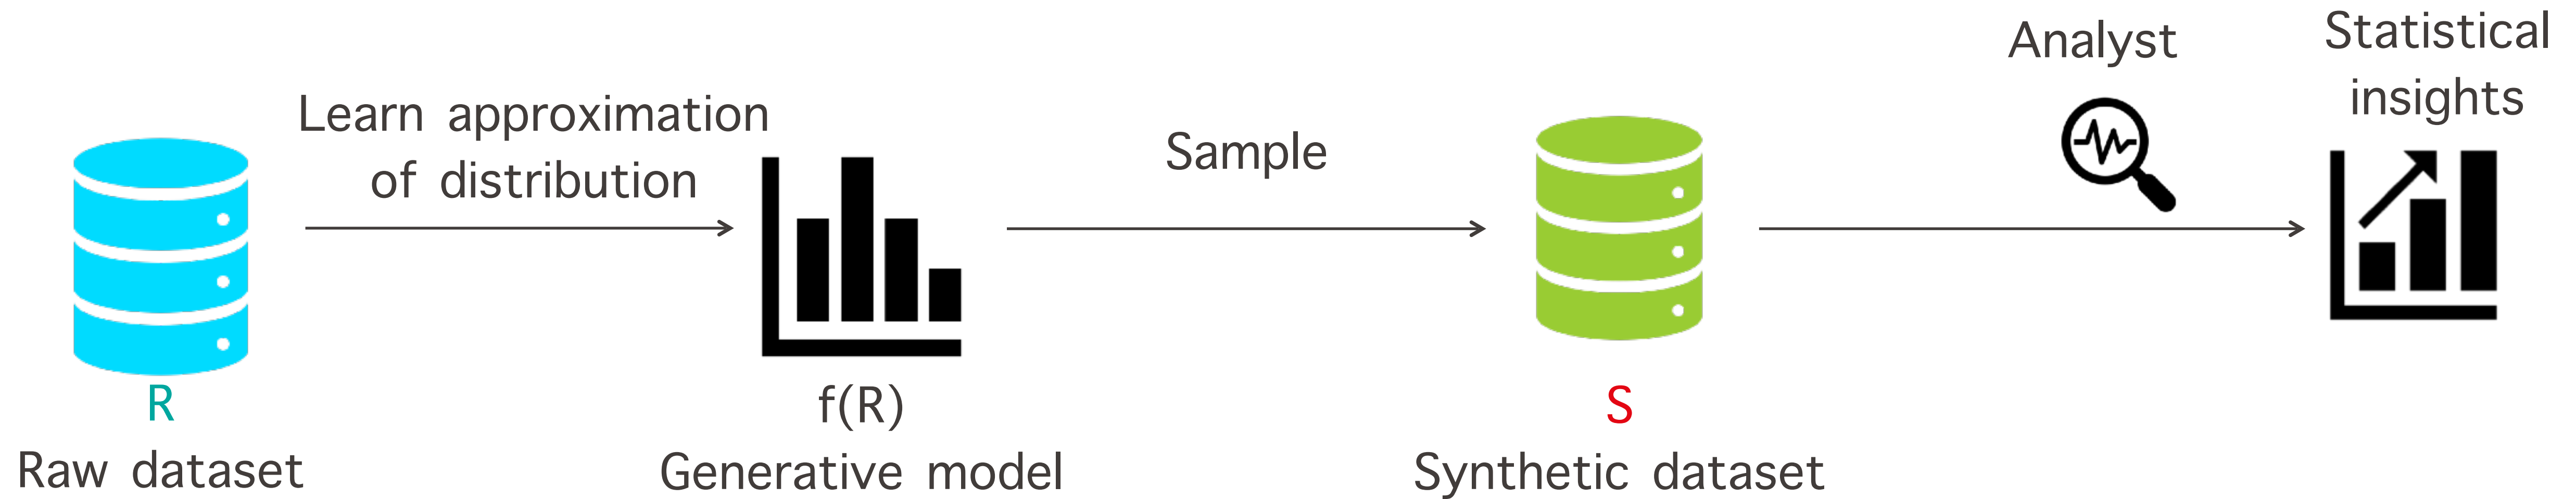 Learn approximation
of distribution
Sample
Analyst
Statistical
insights
R
Raw dataset
f(R)
Generative model
S
Synthetic dataset